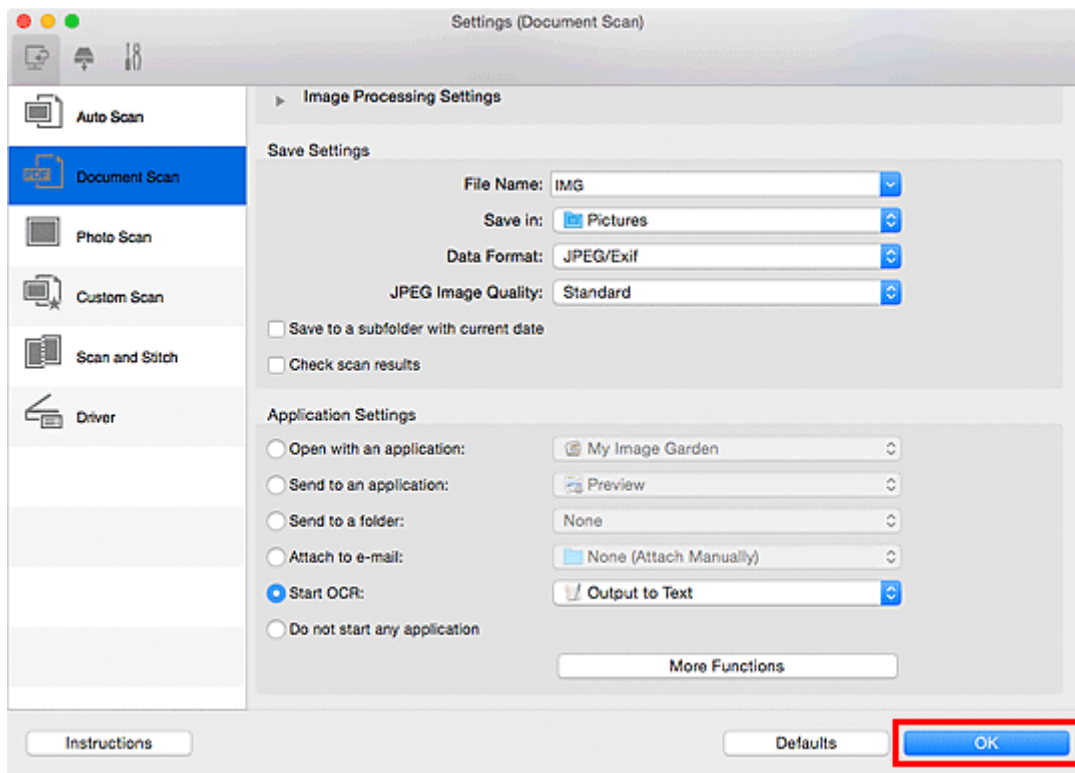 Settings (Document Scan)
Auto Scan
Document Scan
Photo Scan
Custom Scan
Scan and Stitch
Driver
Image Processing Settings
Save Settings
File Name: IMG
Save in: Pictures
Data Format: JPEG/Exif
JPEG Image Quality: Standard
Save to a subfolder with current date
Check scan results
Application Settings
Open with an application: My Image Garden
Send to an application: Preview
Send to a folder: None
Attach to e-mail: None (Attach Manually)
Start OCR: Output to Text
Do not start any application
More Functions
Instructions Defaults OK